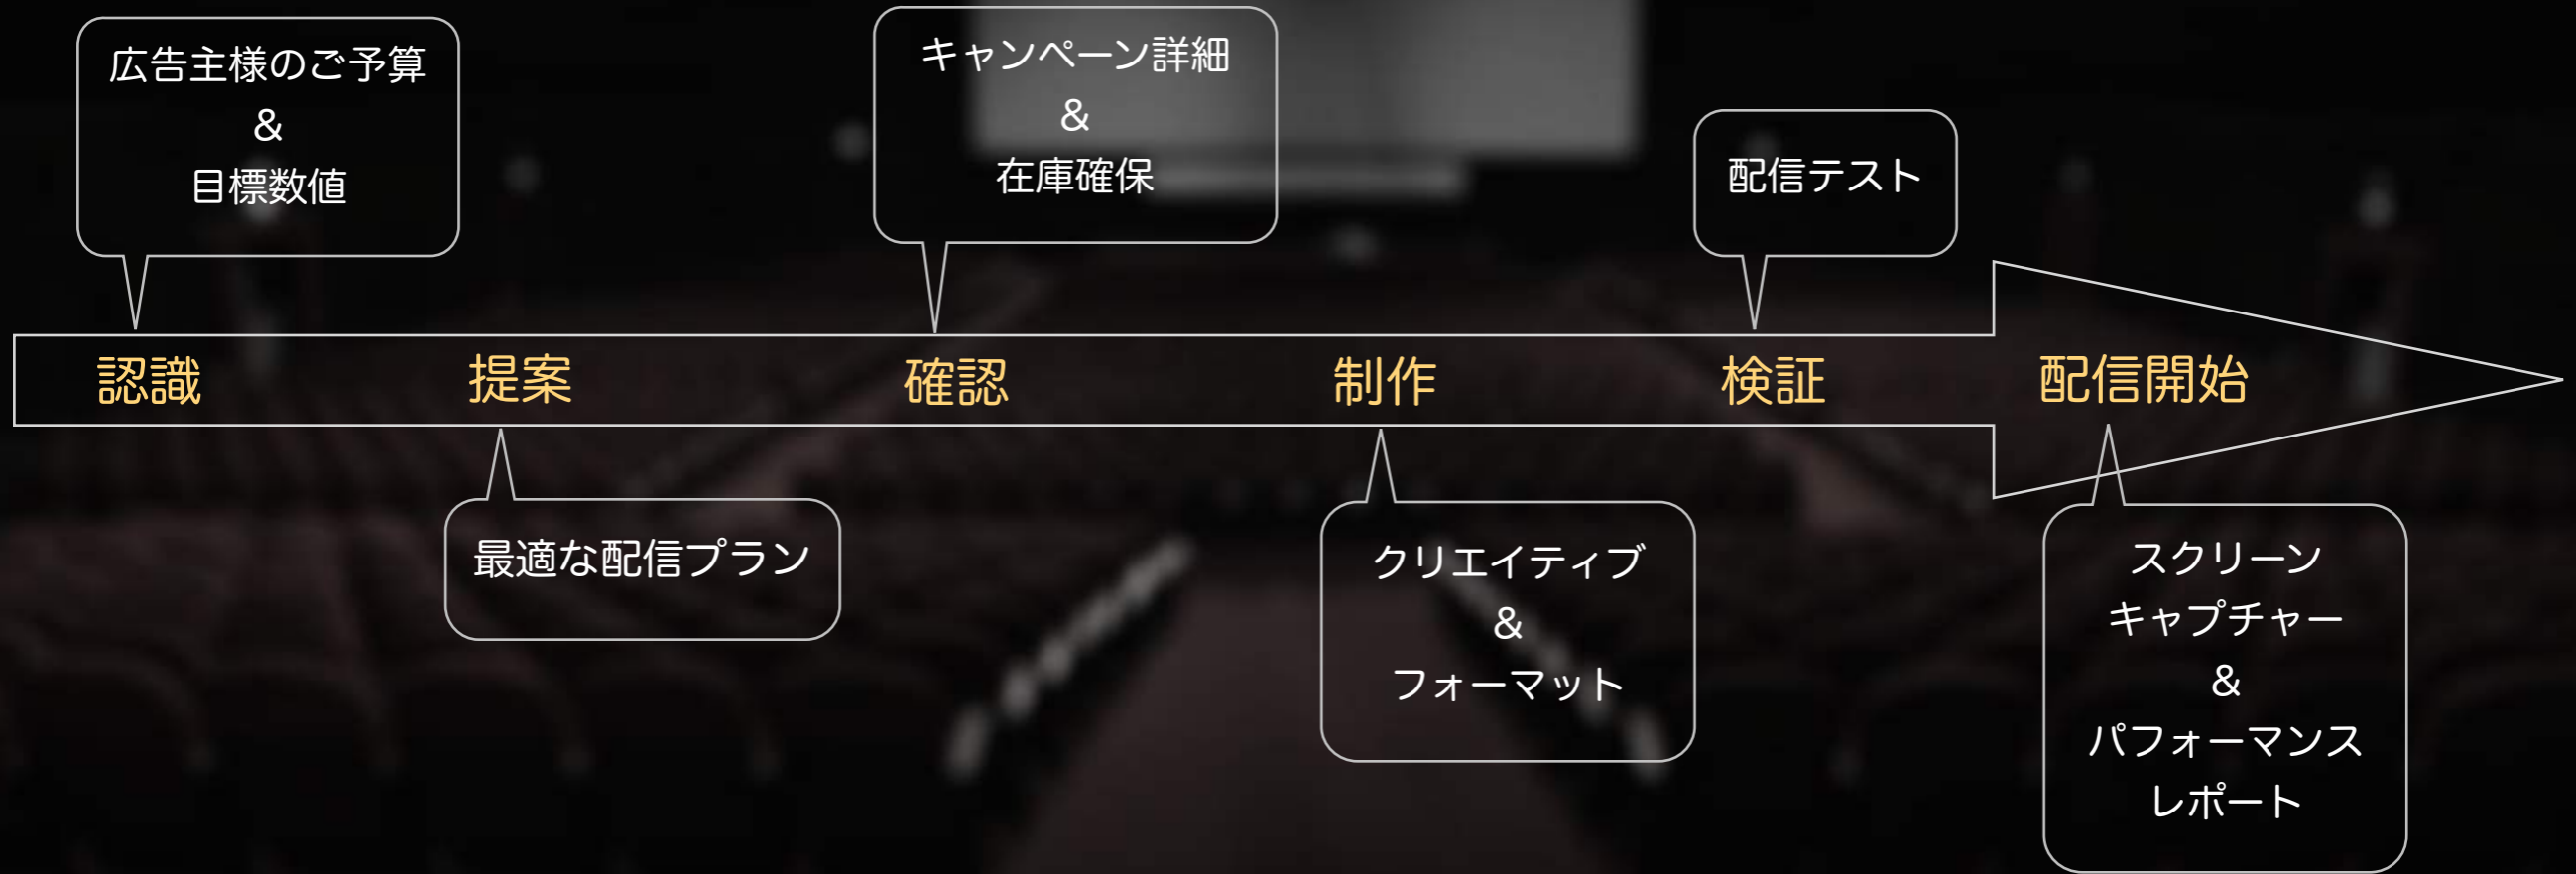 広告主様のご予算
&
目標数値
キャンペーン詳細
&
在庫確保
配信テスト
認識
提案
確認
制作
検証
配信開始
最適な配信プラン
クリエイティブ
&
フォーマット
スクリーン
キャプチャー
&
パフォーマンス
レポート